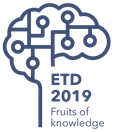 ETD
2019
Fruits of
knowledge